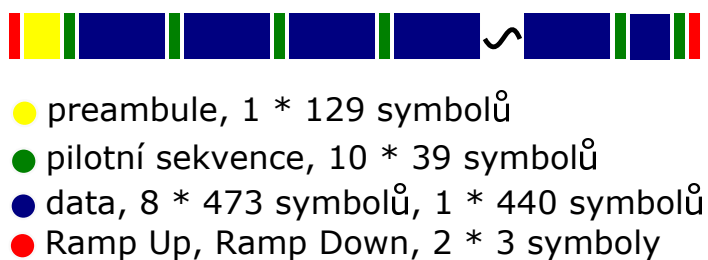 preambule, 1 * 129 symbolů
pilotní sekvence, 10 * 39 symbolů
data, 8 * 473 symbolů, 1 * 440 symbolů
Ramp Up, Ramp Down, 2 * 3 symboly